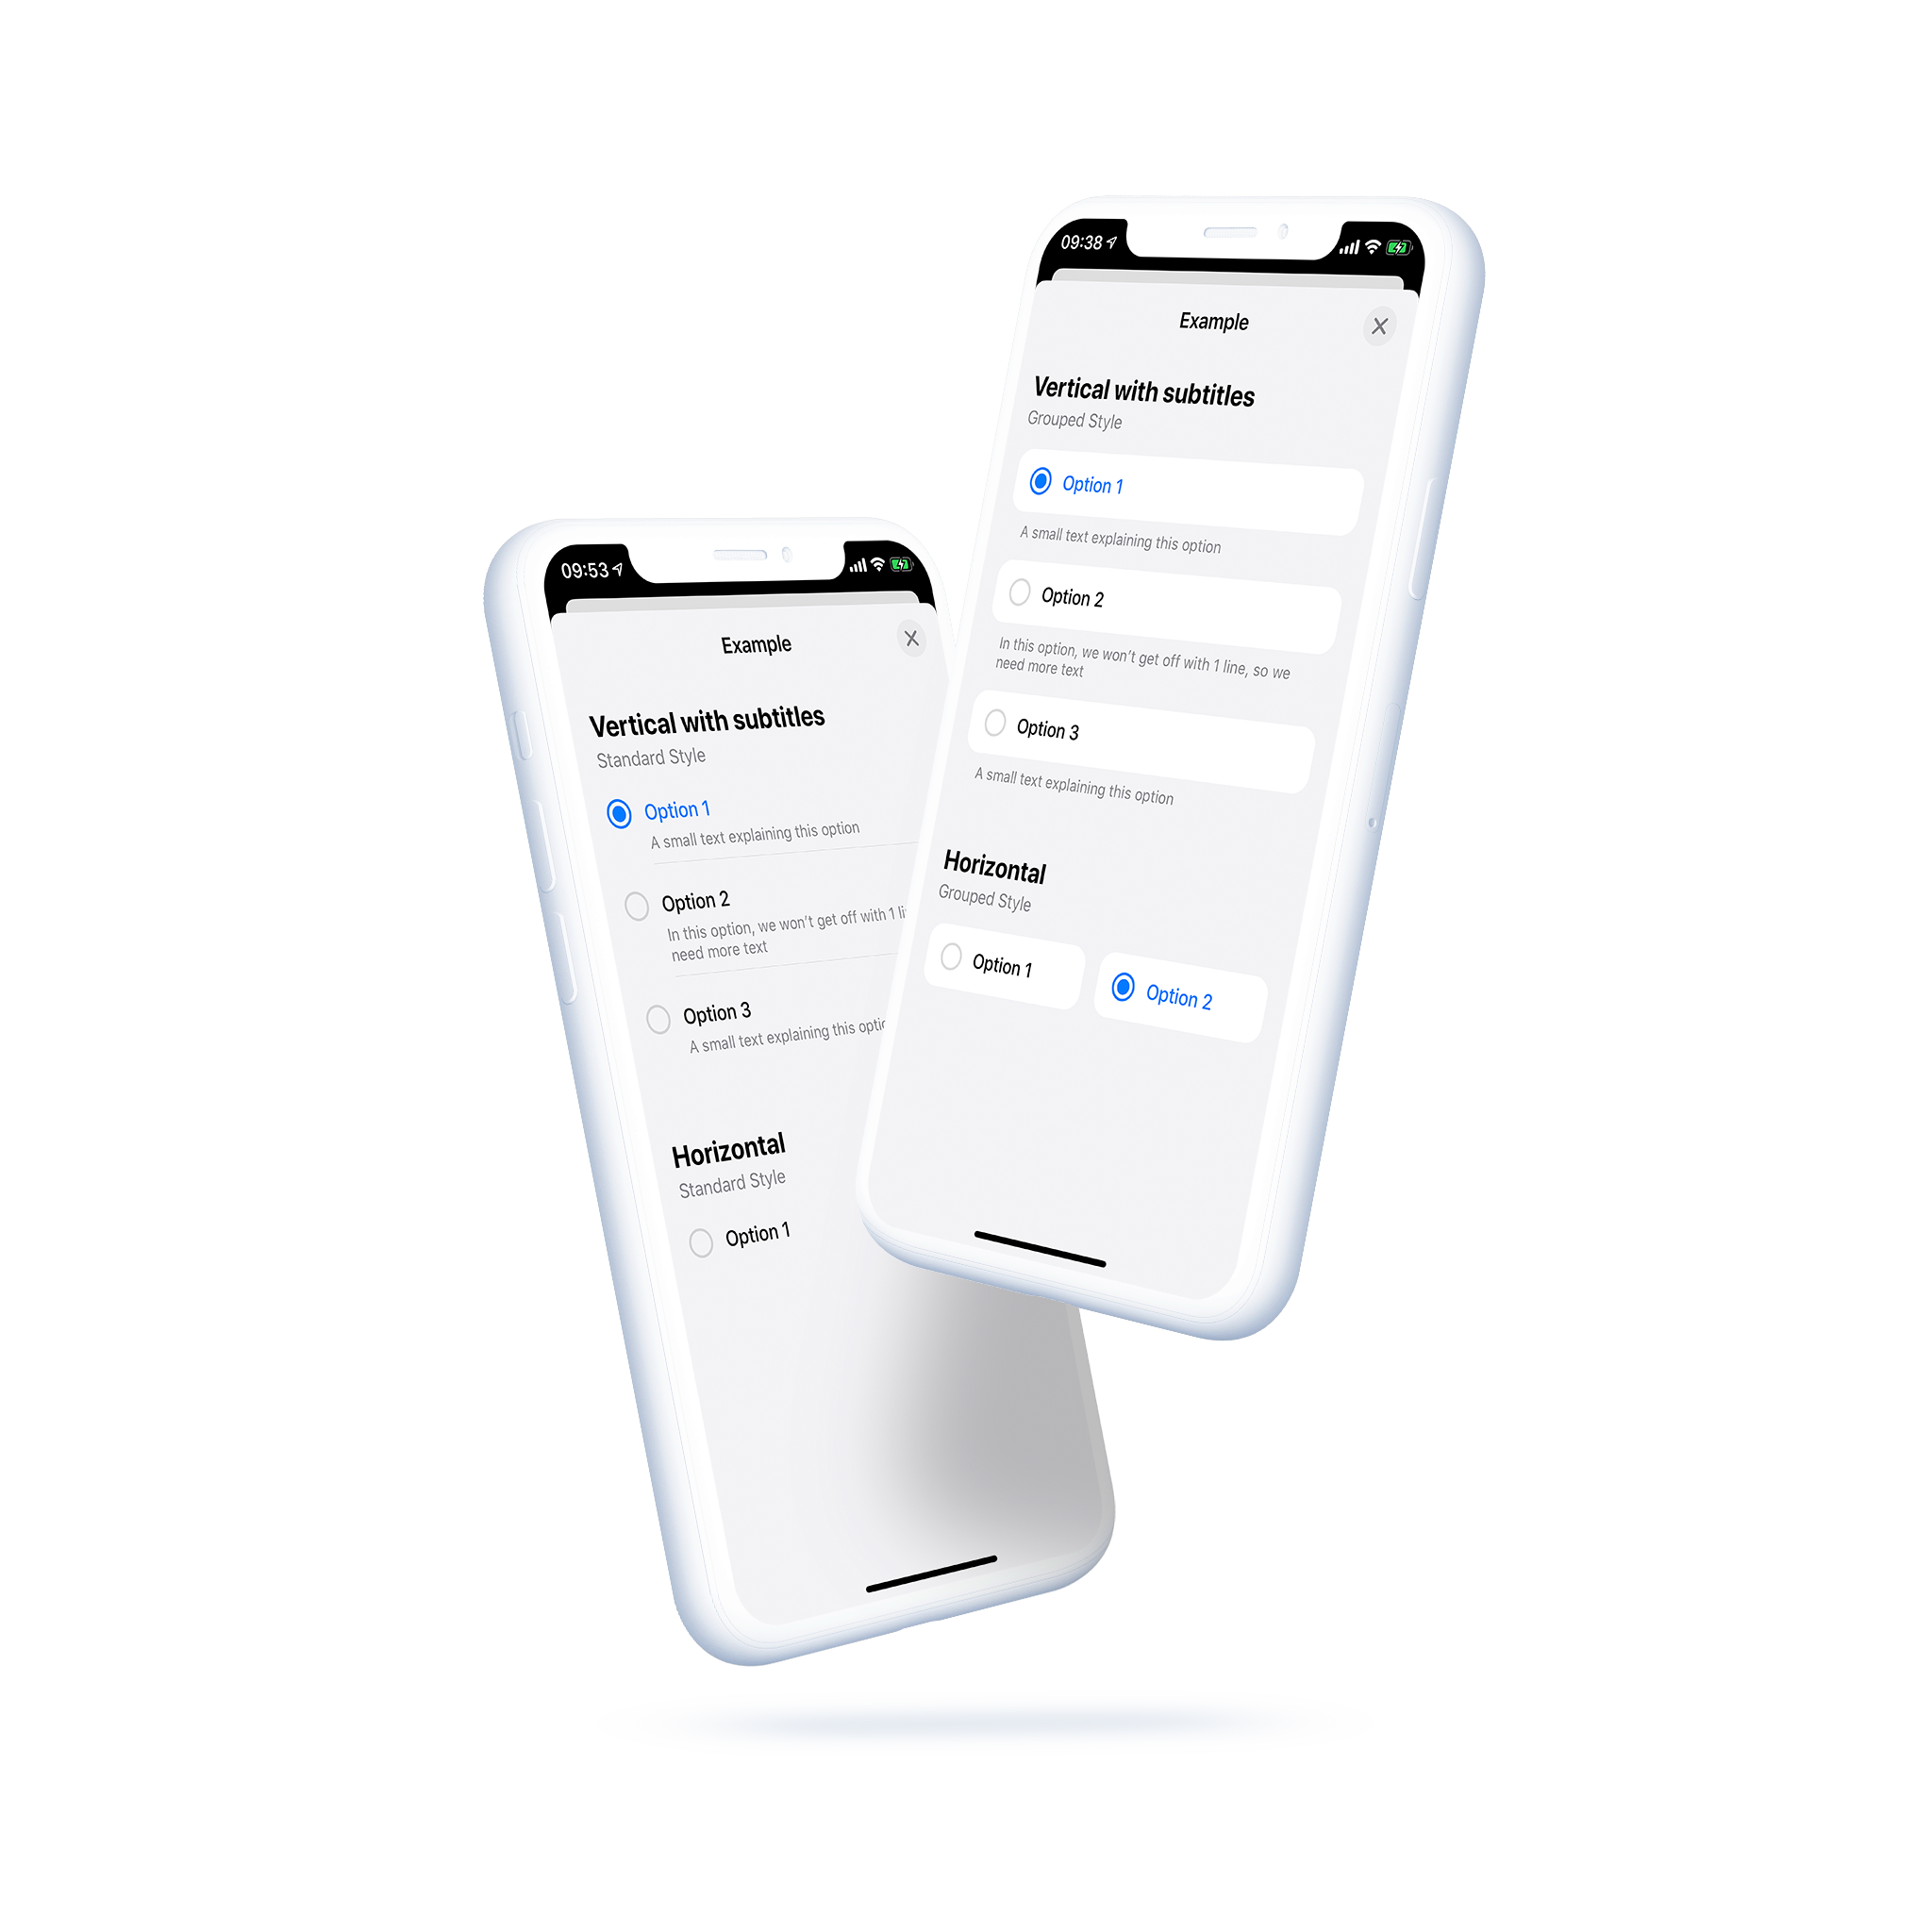 09:53
Example
Vertical with subtitles
Standard Style
Option 1
A small text explaining this option
Option 2
In this option, we won't get off with 1
need more text
Option 3
A small text explaining this
Horizontal
Standard Style
Option 1
09:38
Example
Vertical with subtitles
Grouped Style
Option 1
A small text explaining this option
Option 2
In this option, we won't get off with 1 line, so we
need more text
Option 3
A small text explaining this option
Horizontal
Grouped Style
Option 1
Option 2